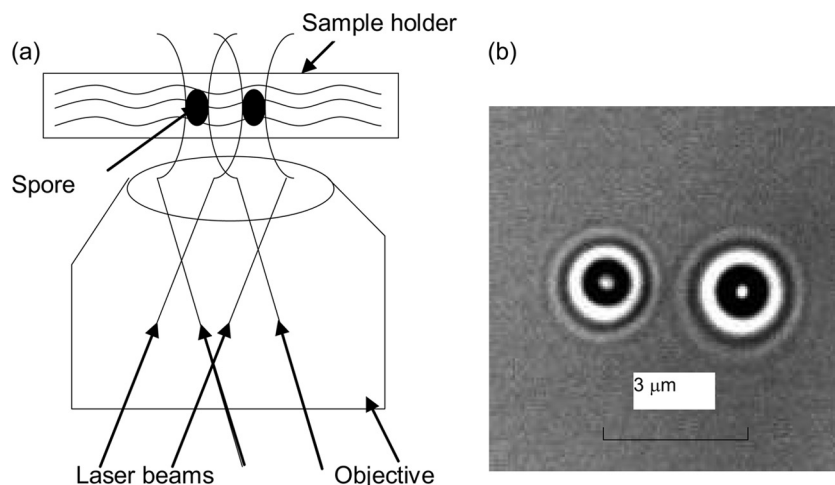 (a)
Sample holder
Spore
Laser beams
Objective
(b)
3 μm